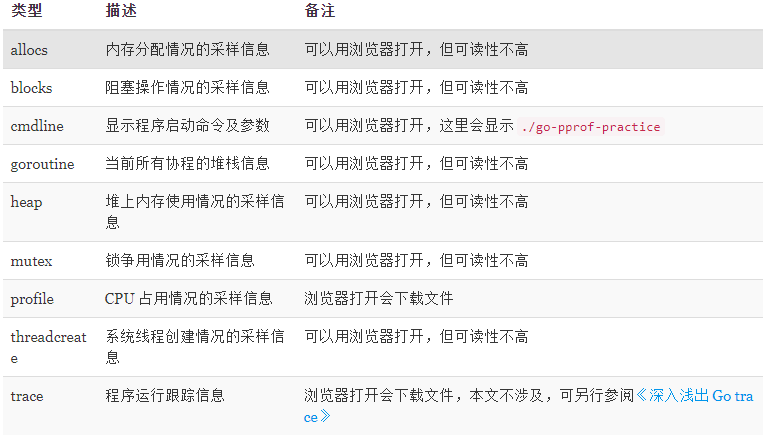 类型 描述 备注
allocs 内存分配情况的采样信息 可以用浏览器打开，但可读性不高
blocks 阻塞操作情况的采样信息 可以用浏览器打开，但可读性不高
cmdline 显示程序启动命令及参数 可以用浏览器打开，这里会显示 ./go-pprof-practice
goroutine 当前所有协程的堆栈信息 可以用浏览器打开，但可读性不高
heap 堆上内存使用情况的采样信 可以用浏览器打开，但可读性不高
息
mutex 锁争用情况的采样信息 可以用浏览器打开，但可读性不高
profile CPU 占用情况的采样信息 浏览器打开会下载文件
threadcreat 系统线程创建情况的采样信 可以用浏览器打开，但可读性不高
e 息
trace 程序运行跟踪信息 浏览器打开会下载文件，本文不涉及，可另行参阅《深入浅出 Go tra
ce》